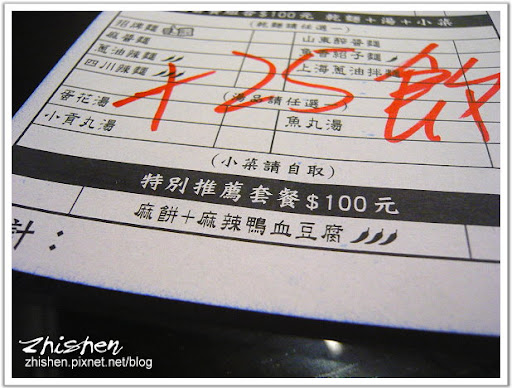 餐$100元 乾麵+湯+小菜
招牌麵 (乾麵請任選一)
麻醬麵 山東醡醬麵
蔥油辣麵
四川辣麵 上海蔥油拌麵
+25
蛋花湯 (湯品請任選一)
小貢丸湯 魚丸湯
(小菜請自取)
特別推薦套餐$100元
麻餅+麻辣鴨血豆腐
計：
Zhishen
zhishen.pixnet.net/blog